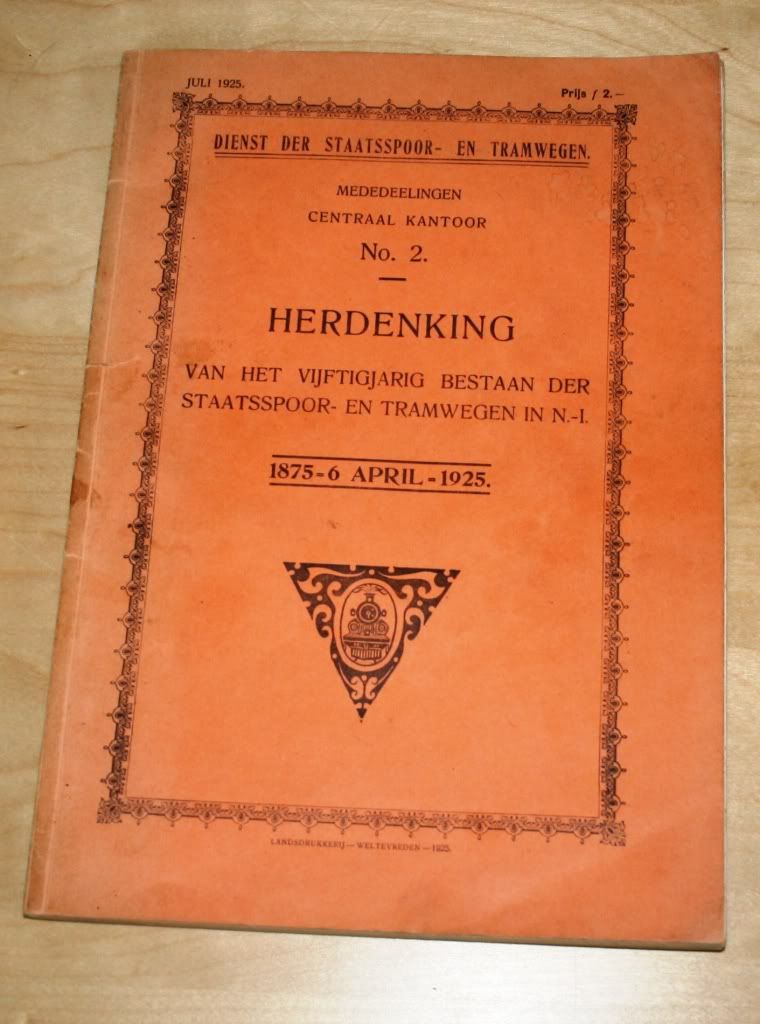 JULI 1925.
Prijs ƒ 2.—
DIENST DER STAATSSPOOR- EN TRAMWEGEN.
MEDEDEELINGEN
CENTRAAL KANTOOR
No. 2.
HERDENKING
VAN HET VIJFTIGJARIG BESTAAN DER
STAATSSPOOR- EN TRAMWEGEN IN N.-I.
1875-6 APRIL-1925.
LANDSDRUKKERIJ — WELTEVREDEN — 1925.